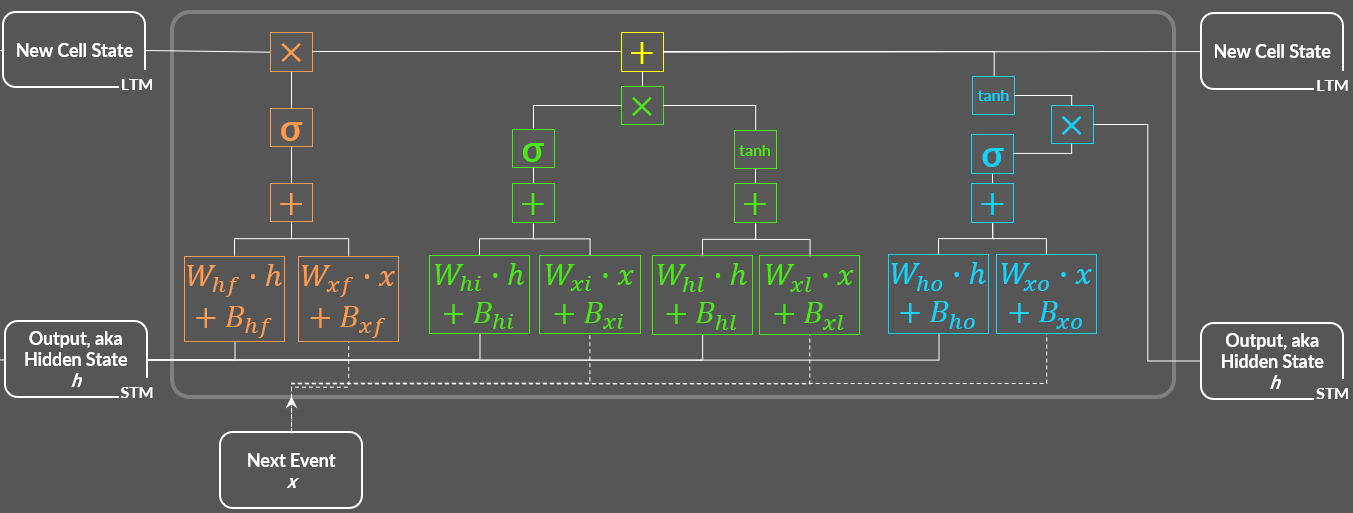 New Cell State
LTM
×
σ
+
W_hf · h
+ B_hf
W_xf · x
+ B_xf
+
×
σ
+
W_hi · h
+ B_hi
W_xi · x
+ B_xi
tanh
+
W_hl · h
+ B_hl
W_xl · x
+ B_xl
tanh
×
σ
+
W_ho · h
+ B_ho
W_xo · x
+ B_xo
New Cell State
LTM
Output, aka
Hidden State
h
STM
Next Event
x
Output, aka
Hidden State
h
STM